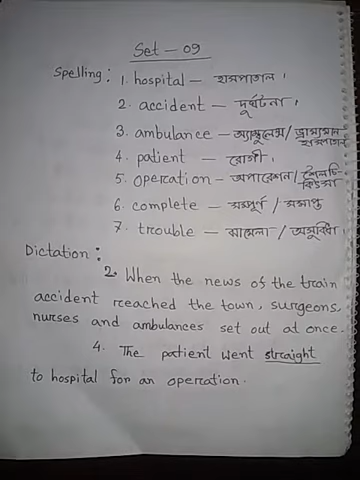 Set - 09
Spelling: 1. hospital - হাসপাতাল।
2. accident - দূর্ঘটনা।
3. ambulance - অ্যাম্বুলেন্স / ভ্রাম্যমান হাসপাতাল
4. patient - রোগী।
5. operation - অপারেশন / শৈল্যচিকিৎসা
6. complete - সম্পূর্ণ / সমাপ্ত
7. trouble - ঝামেলা / অসুবিধা।
Dictation:
2. When the news of the train
accident reached the town, surgeons,
nurses and ambulances set out at once.
4. The patient went straight
to hospital for an operation.